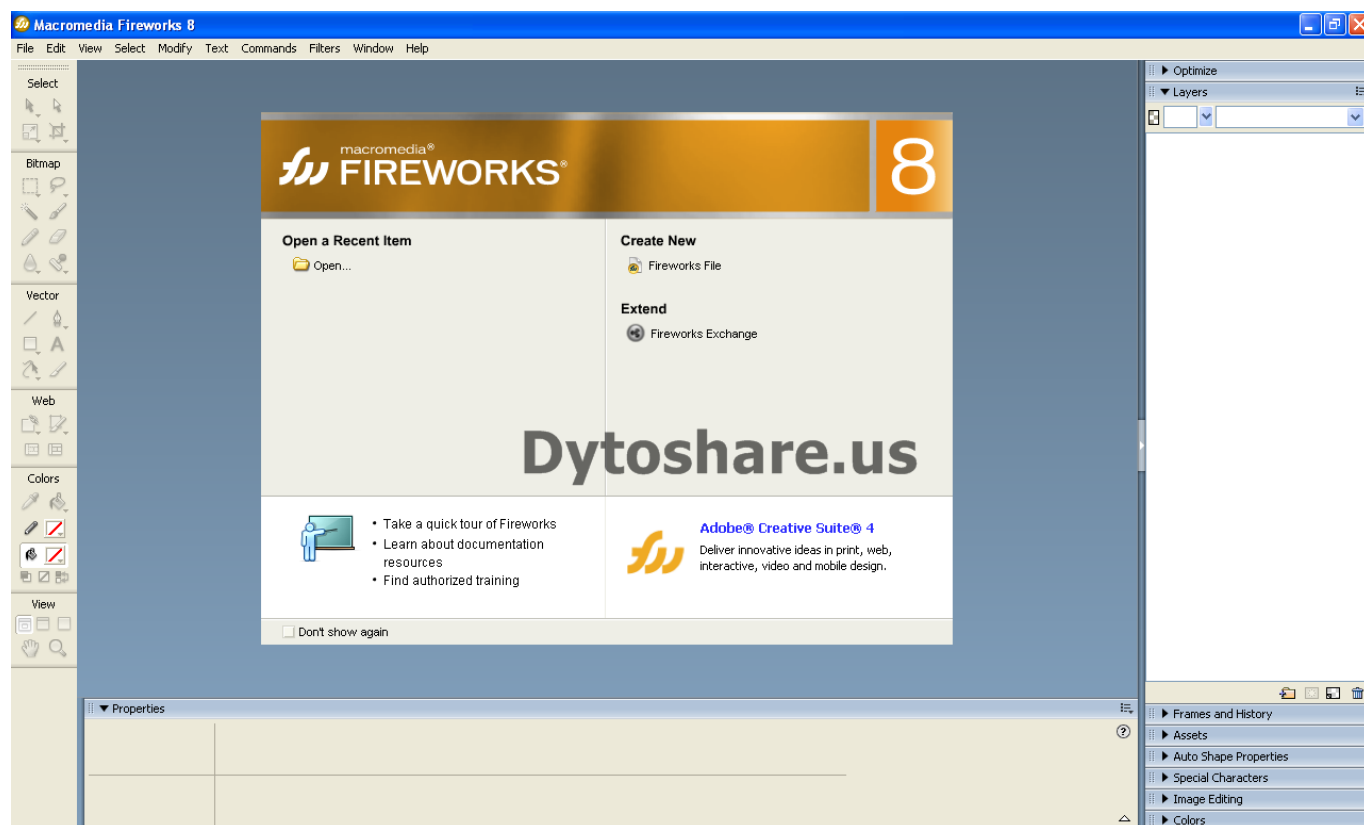 Macromedia Fireworks 8
File Edit View Select Modify Text Commands Filters Window Help
Select
Bitmap
Vector
A
Web
Colors
View
macromedia®
FIREWORKS®
8
Open a Recent Item
Open...
Create New
Fireworks File
Extend
Fireworks Exchange
Dytoshare.us
• Take a quick tour of Fireworks
• Learn about documentation
resources
• Find authorized training
Adobe® Creative Suite® 4
Deliver innovative ideas in print, web,
interactive, video and mobile design.
Don't show again
Properties
Optimize
Layers
Frames and History
Assets
Auto Shape Properties
Special Characters
Image Editing
Colors